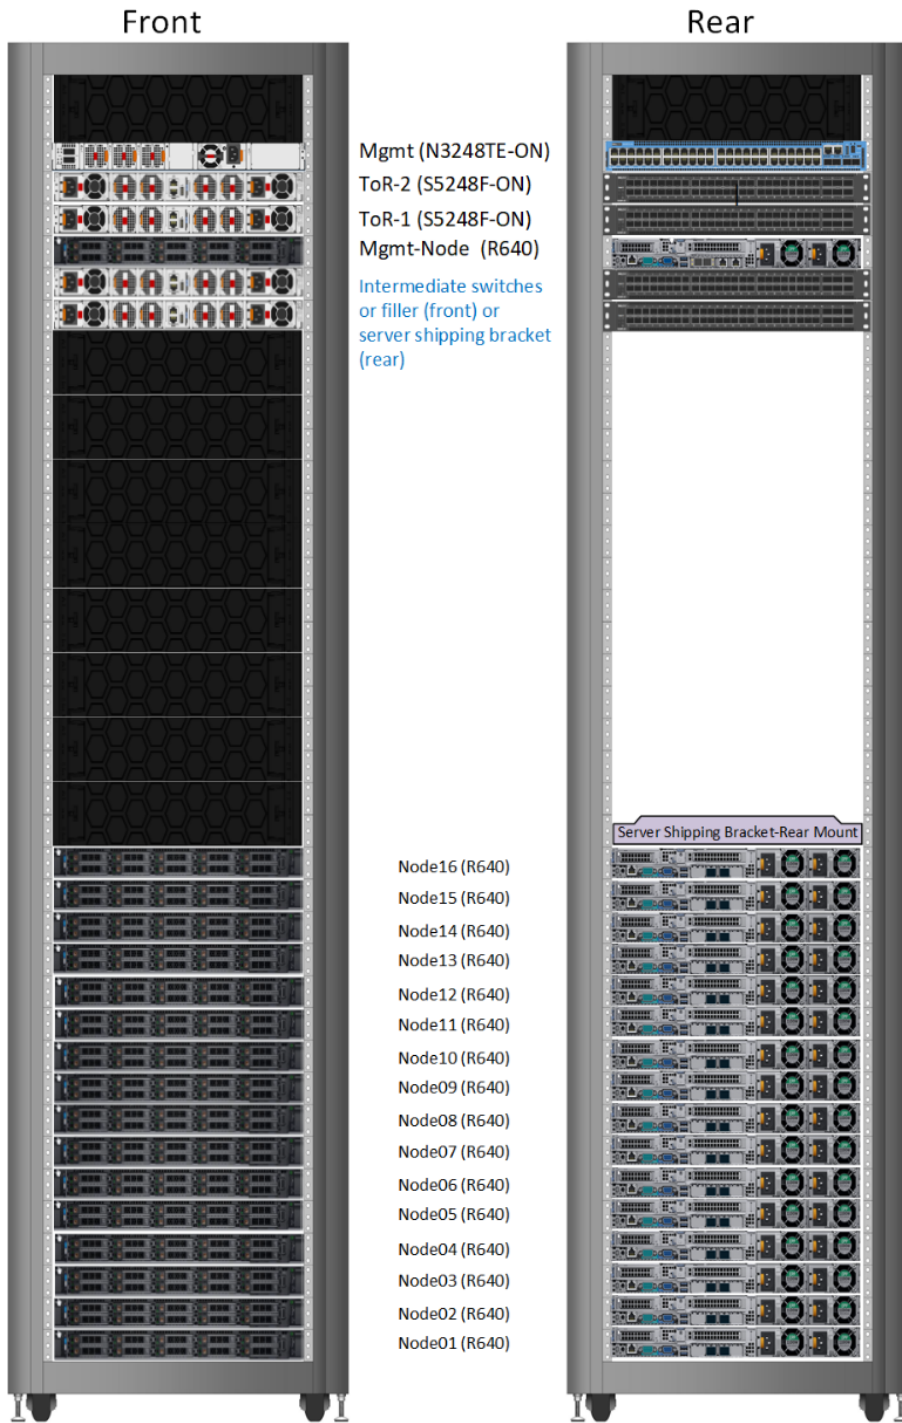 Front
Rear
Mgmt (N3248TE-ON)
ToR-2 (S5248F-ON)
ToR-1 (S5248F-ON)
Mgmt-Node (R640)
Intermediate switches
or filler (front) or
server shipping bracket
(rear)
Server Shipping Bracket-Rear Mount
Node16 (R640)
Node15 (R640)
Node14 (R640)
Node13 (R640)
Node12 (R640)
Node11 (R640)
Node10 (R640)
Node09 (R640)
Node08 (R640)
Node07 (R640)
Node06 (R640)
Node05 (R640)
Node04 (R640)
Node03 (R640)
Node02 (R640)
Node01 (R640)